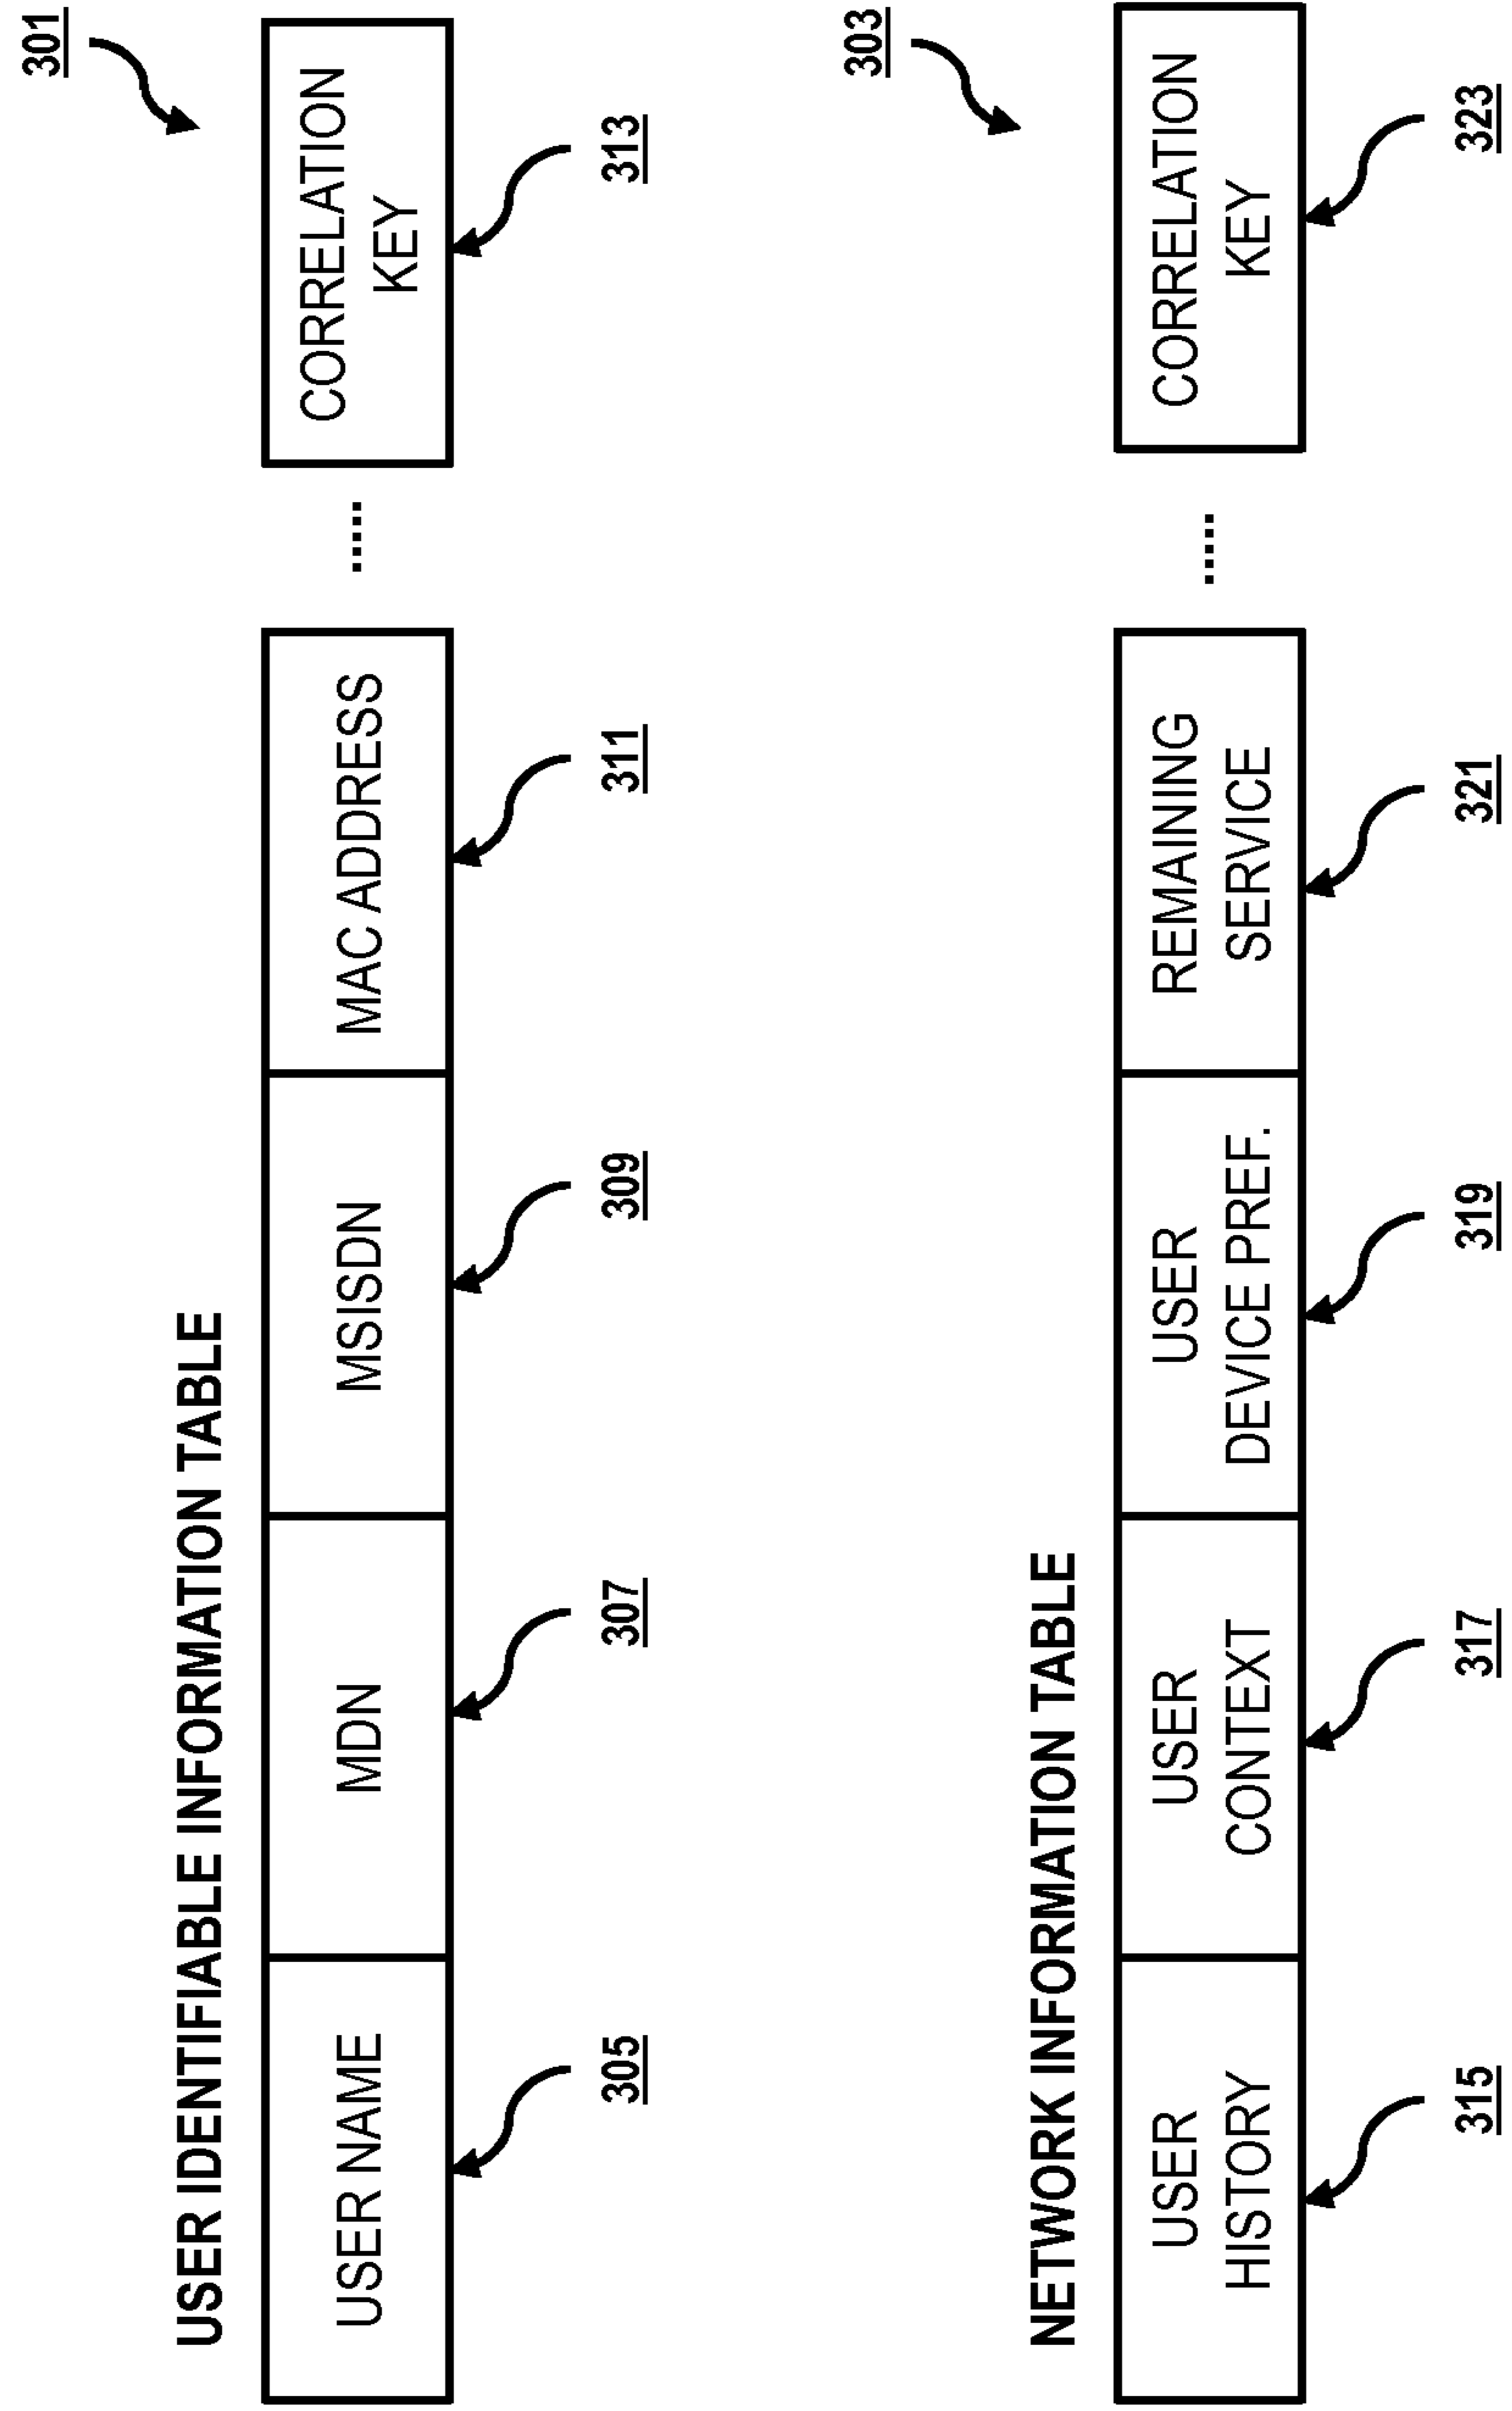 301
USER IDENTIFIABLE INFORMATION TABLE
USER NAME
MDN
MSISDN
MAC ADDRESS
.....
CORRELATION
KEY
305
307
309
311
313
303
NETWORK INFORMATION TABLE
USER
HISTORY
USER
CONTEXT
USER
DEVICE PREF.
REMAINING
SERVICE
.....
CORRELATION
KEY
315
317
319
321
323